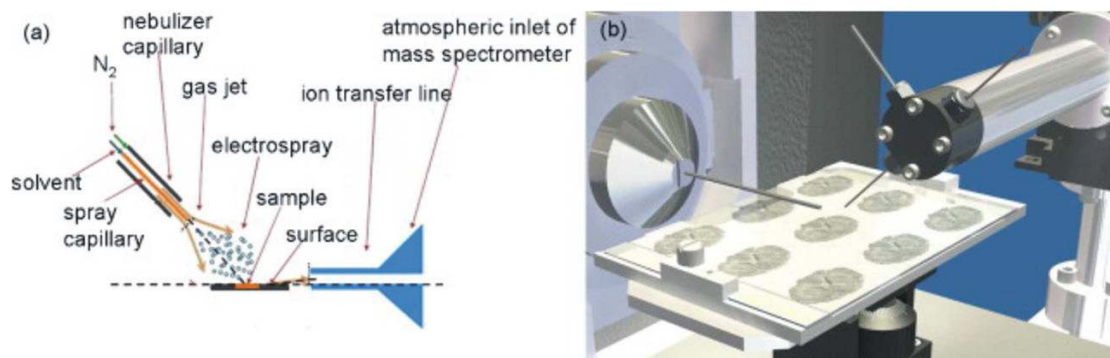 (a)
nebulizer
capillary
N₂
gas jet
atmospheric inlet of
mass spectrometer
ion transfer line
electrospray
solvent
sample
spray
capillary
surface
(b)